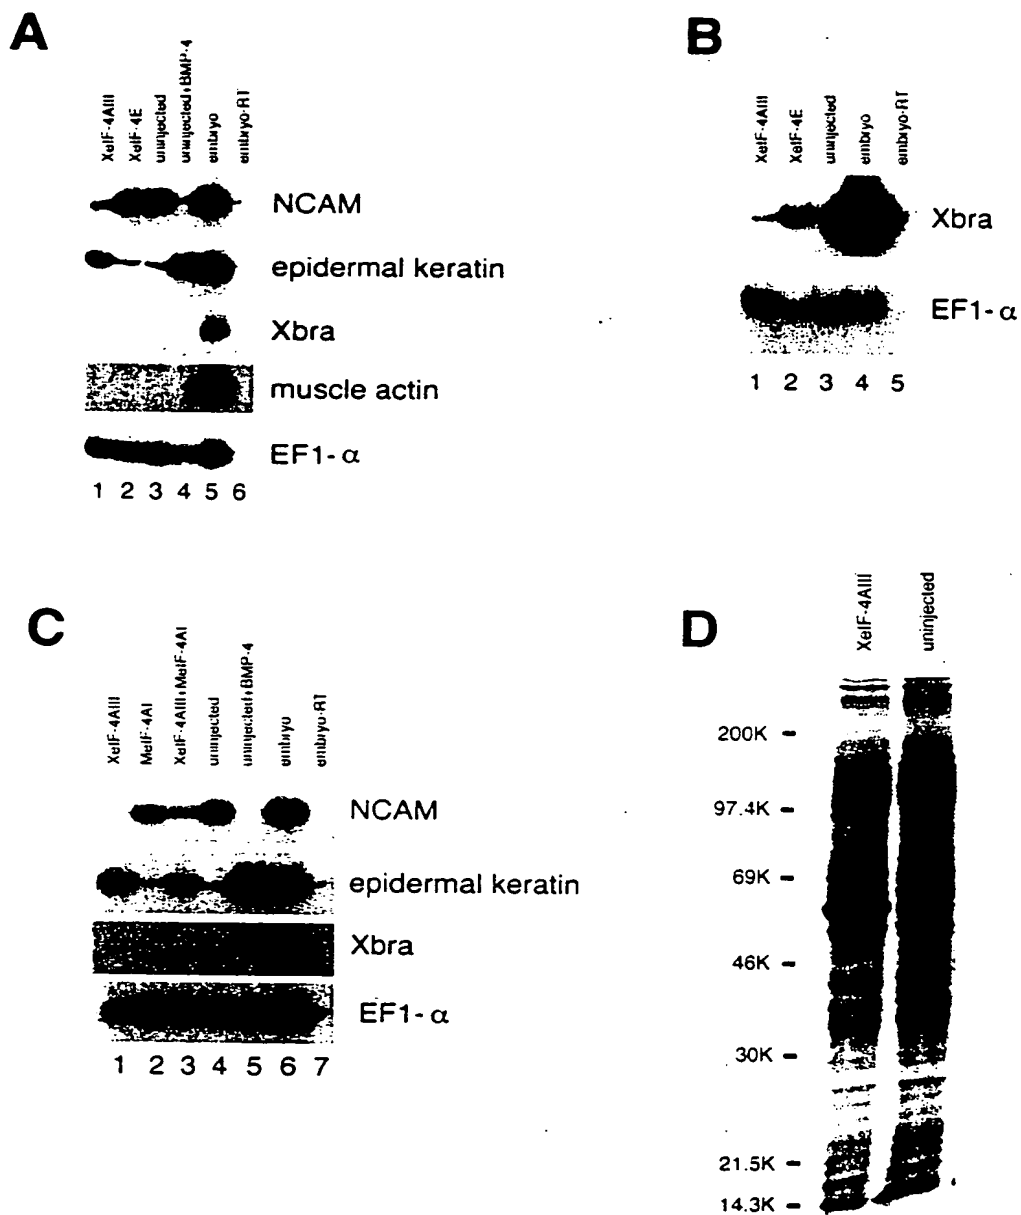 A
XeIF-4AIII
XeIF-4E
uninjected
uninjected+BMP-4
embryo
embryo-RT
NCAM
epidermal keratin
Xbra
muscle actin
EF1-α
1 2 3 4 5 6
B
XeIF-4AIII
XeIF-4E
uninjected
embryo
embryo-RT
Xbra
EF1-α
1 2 3 4 5
C
XeIF-4AIII
MeIF-4AI
XeIF-4AIII+MeIF-4AI
uninjected
uninjected+BMP-4
embryo
embryo-RT
NCAM
epidermal keratin
Xbra
EF1-α
1 2 3 4 5 6 7
D
XeIF-4AIII
uninjected
200K
97.4K
69K
46K
30K
21.5K
14.3K